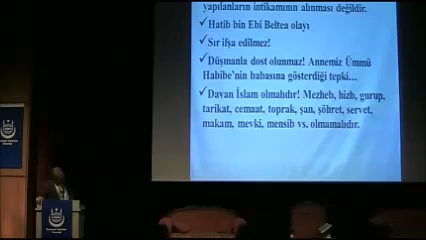 yapılanların intikamının alınması değildir.
✓Hatib bin Ebi Beltea olayı
✓Sır ifşa edilmez!
✓Düşmanla dost olunmaz! Annemiz Ümmü
Habibe'nin babasına gösterdiği tepki...
✓Davan İslam olmalıdır! Mezheb, hizb, gurup,
tarikat, cemaat, toprak, şan, şöhret, servet,
makam, mevki, mensib vs. olmamalıdır.